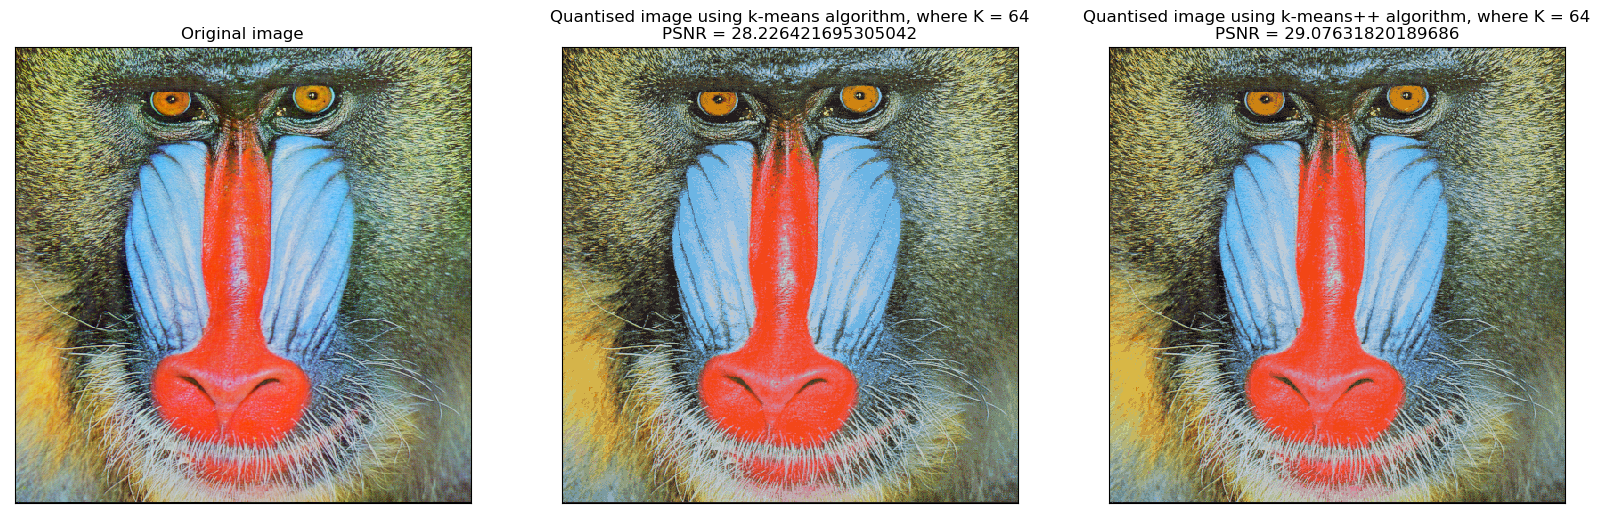 Original image
Quantised image using k-means algorithm, where K = 64
PSNR = 28.226421695305042
Quantised image using k-means++ algorithm, where K = 64
PSNR = 29.07631820189686